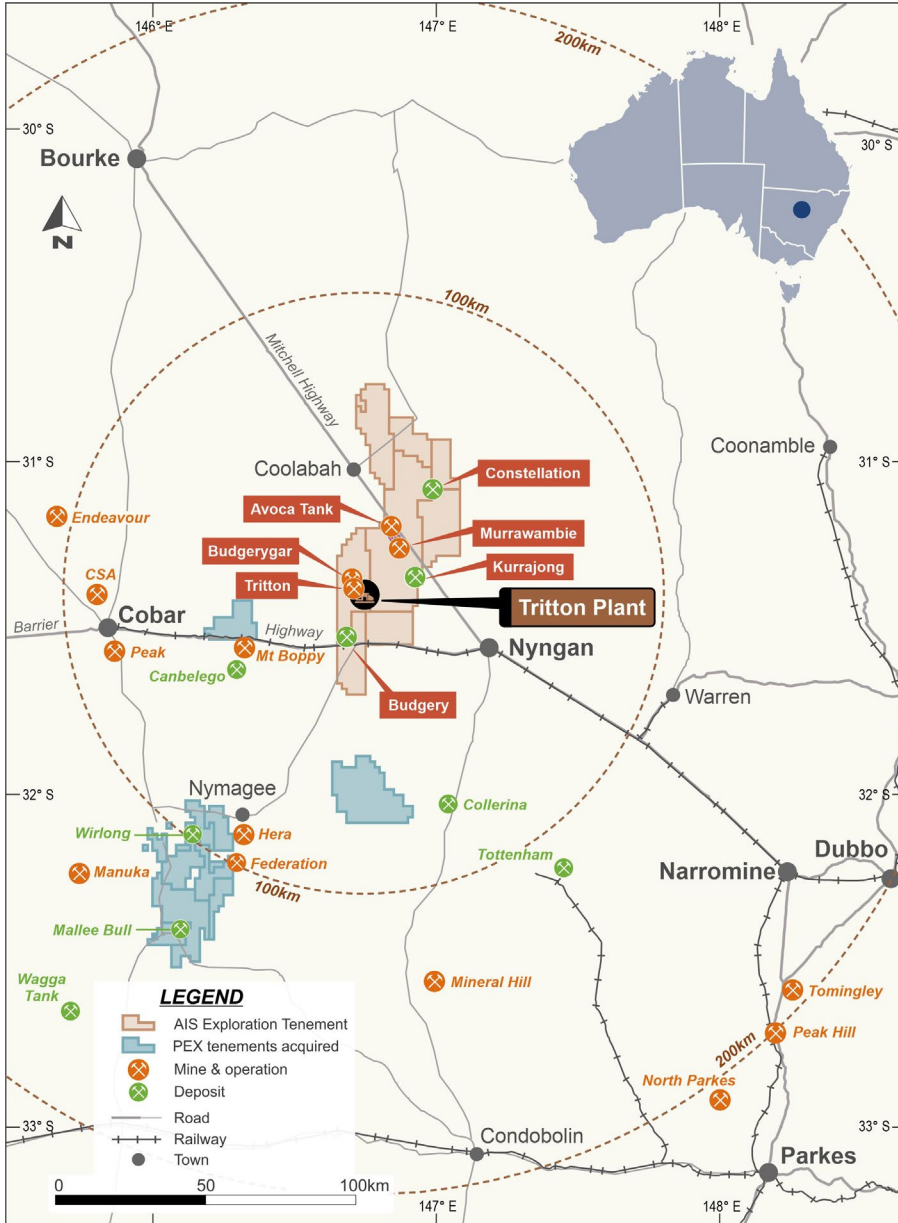 146° E
147° E
148° E
200km
30° S
30° S
Bourke
N
100km
Mitchell Highway
Coolabah
Coonamble
31° S
31° S
Constellation
Avoca Tank
Endeavour
Murrawambie
Budgerygar
Kurrajong
Tritton
CSA
Tritton Plant
Cobar
Barrier
Highway
Nyngan
Peak
Mt Boppy
Canbelego
Warren
Budgery
32° S
32° S
Nymagee
Collerina
Wirlong
Hera
Tottenham
Dubbo
Federation
Narromine
Manuka
100km
Mallee Bull
Mineral Hill
Tomingley
Wagga
Tank
LEGEND
AIS Exploration Tenement
PEX tenements acquired
Mine & operation
Deposit
Road
Railway
Town
Peak Hill
200km
North Parkes
33° S
33° S
Condobolin
Parkes
0
50
100km
147° E
148° E